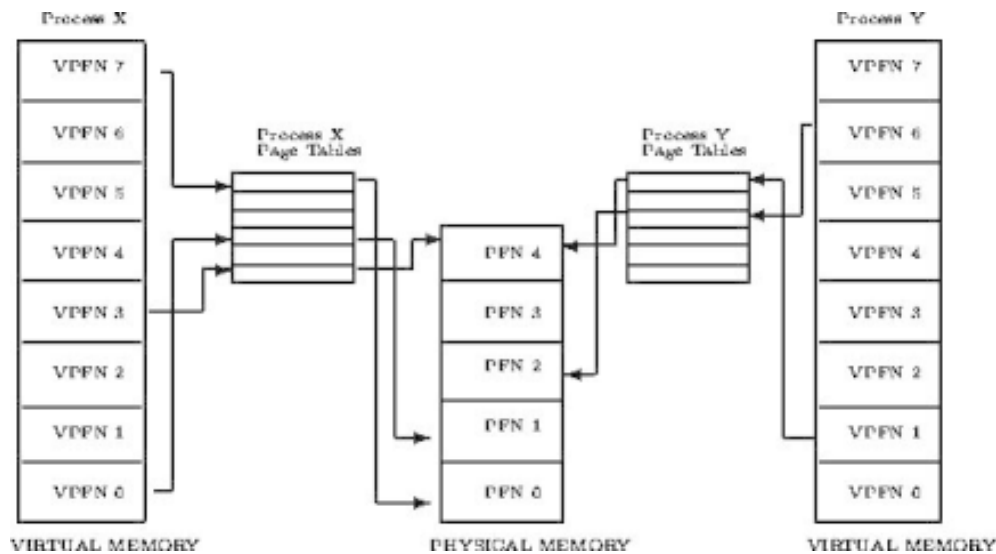 Process X
VPFN 7
VPFN 6
VPFN 5
VPFN 4
VPFN 3
VPFN 2
VPFN 1
VPFN 0
VIRTUAL MEMORY
Process X
Page Tables
PFN 4
PFN 3
PFN 2
PFN 1
PFN 0
PHYSICAL MEMORY
Process Y
Page Tables
Process Y
VPFN 7
VPFN 6
VPFN 5
VPFN 4
VPFN 3
VPFN 2
VPFN 1
VPFN 0
VIRTUAL MEMORY